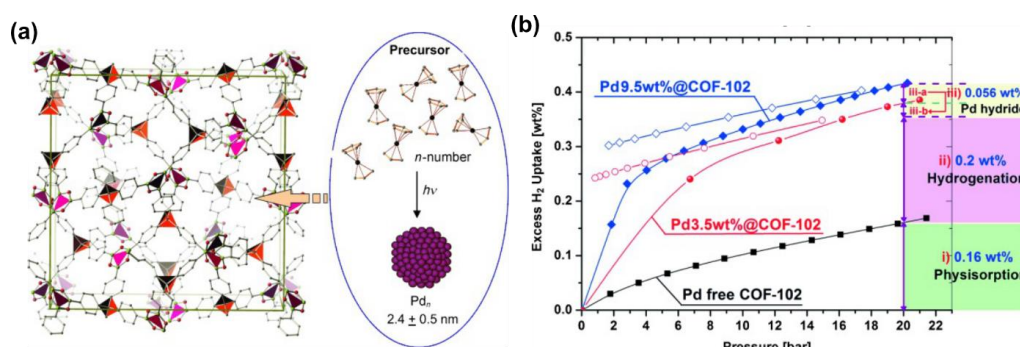 (a)
Precursor
n-number
hν
Pdn
2.4 ± 0.5 nm
(b)
0.5
0.4
0.3
0.2
0.1
0.0
Excess H2 Uptake [wt%]
Pd9.5wt%@COF-102
Pd3.5wt%@COF-102
Pd free COF-102
iii-a
iii-b
iii) 0.056 wt%
Pd hydride
ii) 0.2 wt%
Hydrogenation
i) 0.16 wt%
Physisorption
0 2 4 6 8 10 12 14 16 18 20 22
Pressure [bar]